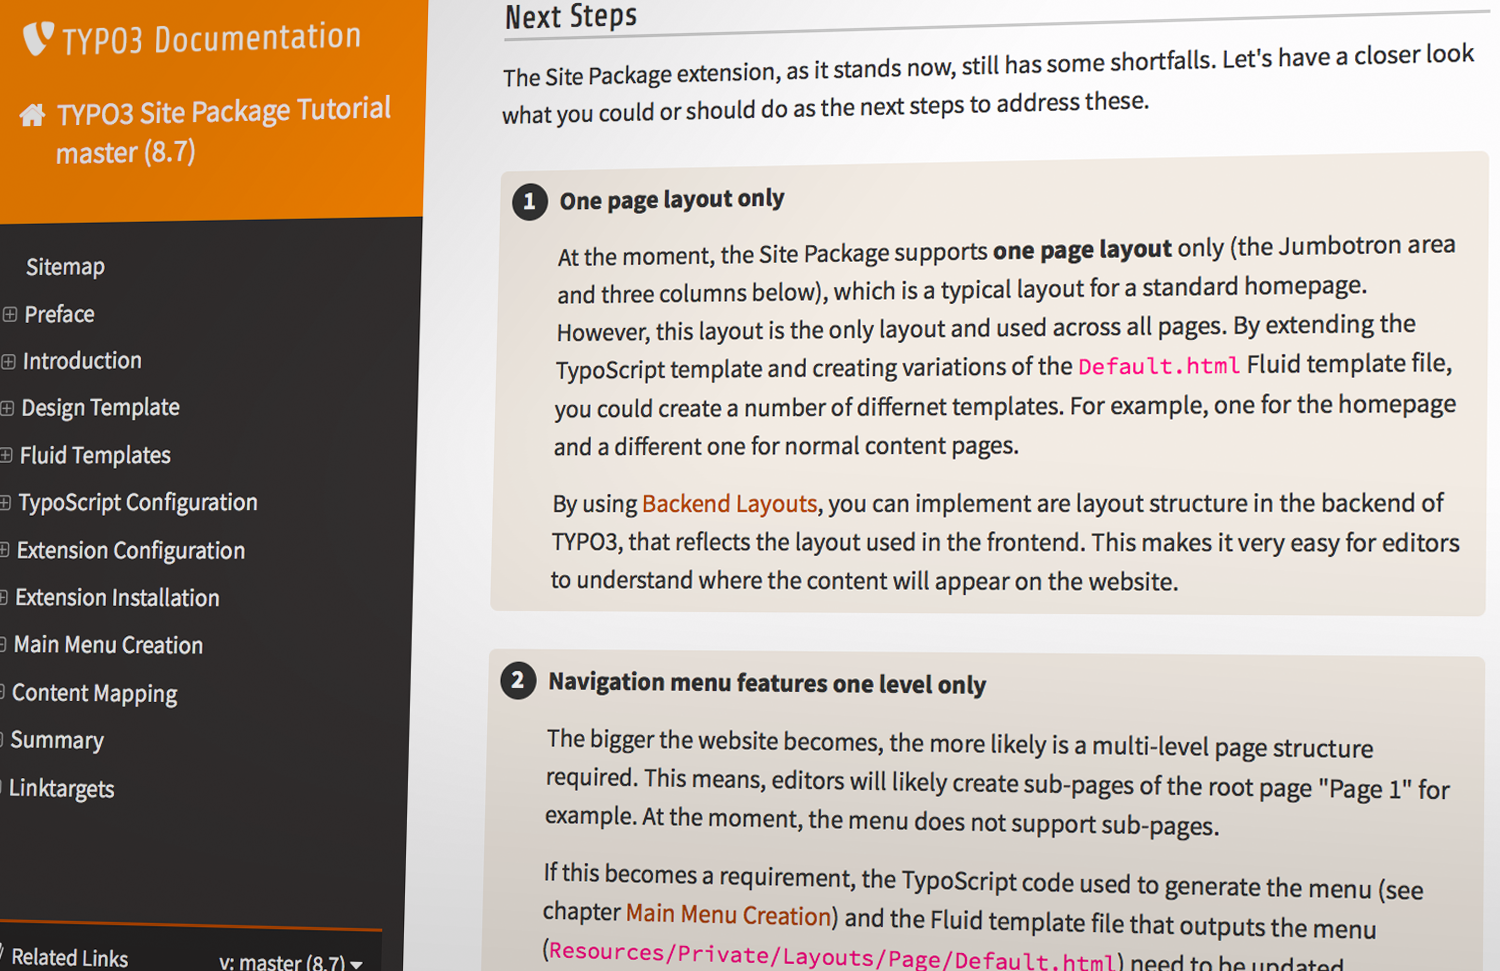 TYPO3 Documentation
TYPO3 Site Package Tutorial
master (8.7)
Sitemap
Preface
Introduction
Design Template
Fluid Templates
TypoScript Configuration
Extension Configuration
Extension Installation
Main Menu Creation
Content Mapping
Summary
Linktargets
Related Links
v: master (8.7)
Next Steps
The Site Package extension, as it stands now, still has some shortfalls. Let's have a closer look
what you could or should do as the next steps to address these.
1 One page layout only
At the moment, the Site Package supports one page layout only (the Jumbotron area
and three columns below), which is a typical layout for a standard homepage.
However, this layout is the only layout and used across all pages. By extending the
TypoScript template and creating variations of the Default.html Fluid template file,
you could create a number of differnet templates. For example, one for the homepage
and a different one for normal content pages.
By using Backend Layouts, you can implement are layout structure in the backend of
TYPO3, that reflects the layout used in the frontend. This makes it very easy for editors
to understand where the content will appear on the website.
2 Navigation menu features one level only
The bigger the website becomes, the more likely is a multi-level page structure
required. This means, editors will likely create sub-pages of the root page "Page 1" for
example. At the moment, the menu does not support sub-pages.
If this becomes a requirement, the TypoScript code used to generate the menu (see
chapter Main Menu Creation) and the Fluid template file that outputs the menu
(Resources/Private/Layouts/Page/Default.html) need to be updated